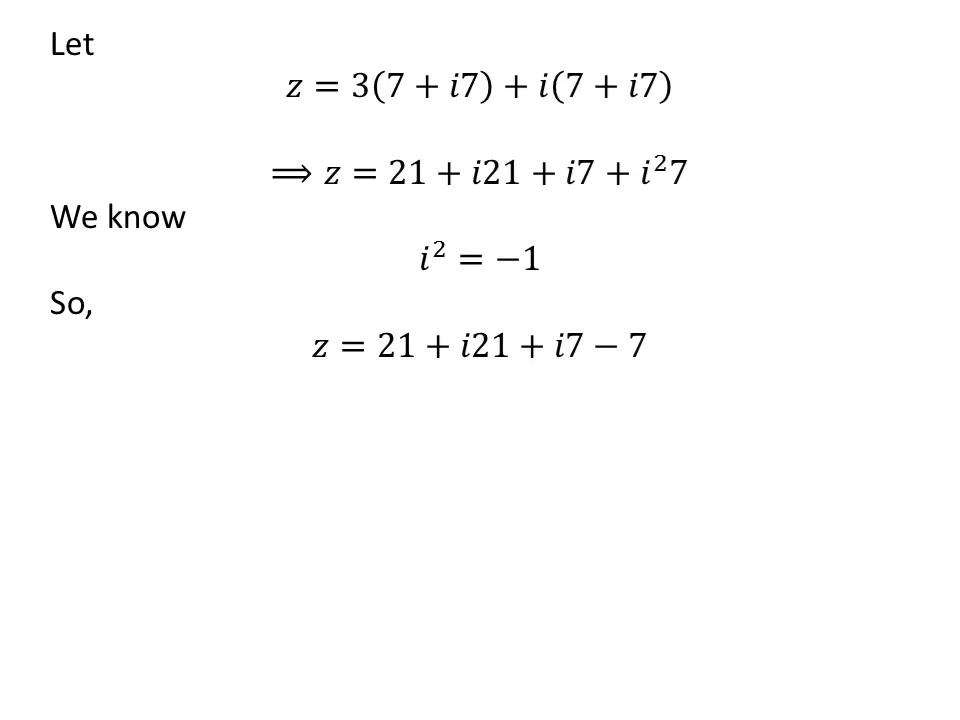 Let
𝑧 = 3(7 + 𝑖7) + 𝑖(7 + 𝑖7)
⟹ 𝑧 = 21 + 𝑖21 + 𝑖7 + 𝑖²7
We know
𝑖² = −1
So,
𝑧 = 21 + 𝑖21 + 𝑖7 − 7